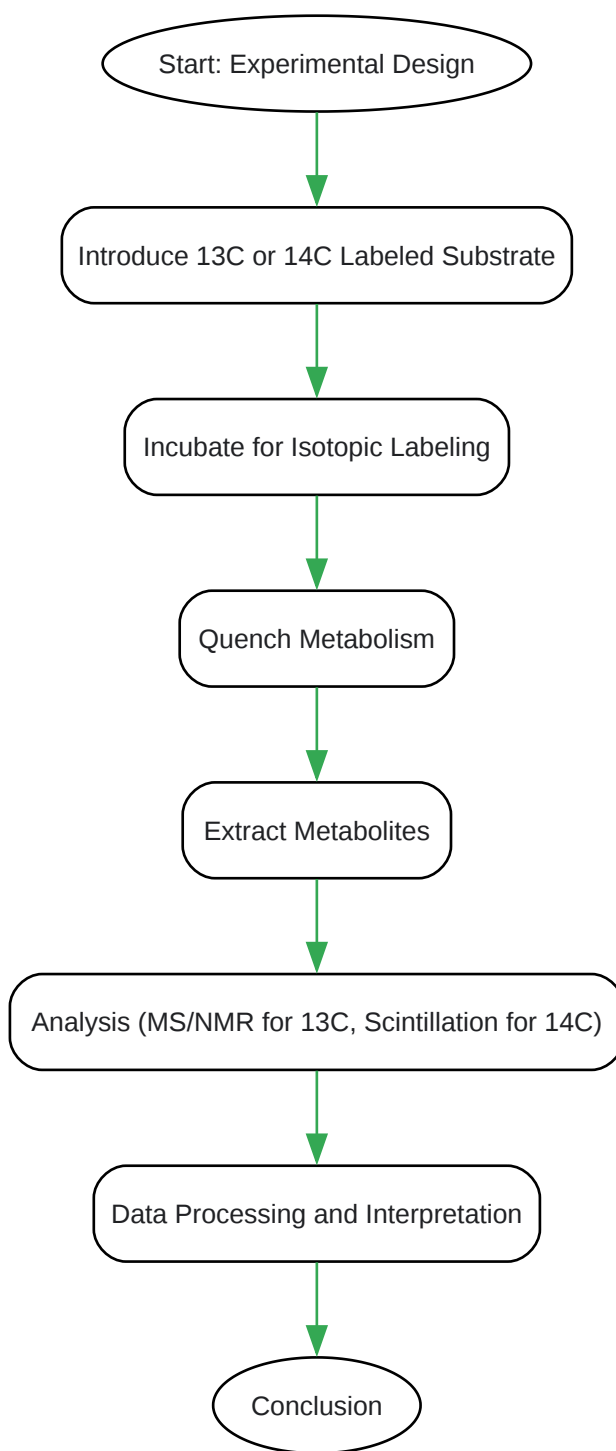 Start: Experimental Design
Introduce 13C or 14C Labeled Substrate
Incubate for Isotopic Labeling
Quench Metabolism
Extract Metabolites
Analysis (MS/NMR for 13C, Scintillation for 14C)
Data Processing and Interpretation
Conclusion